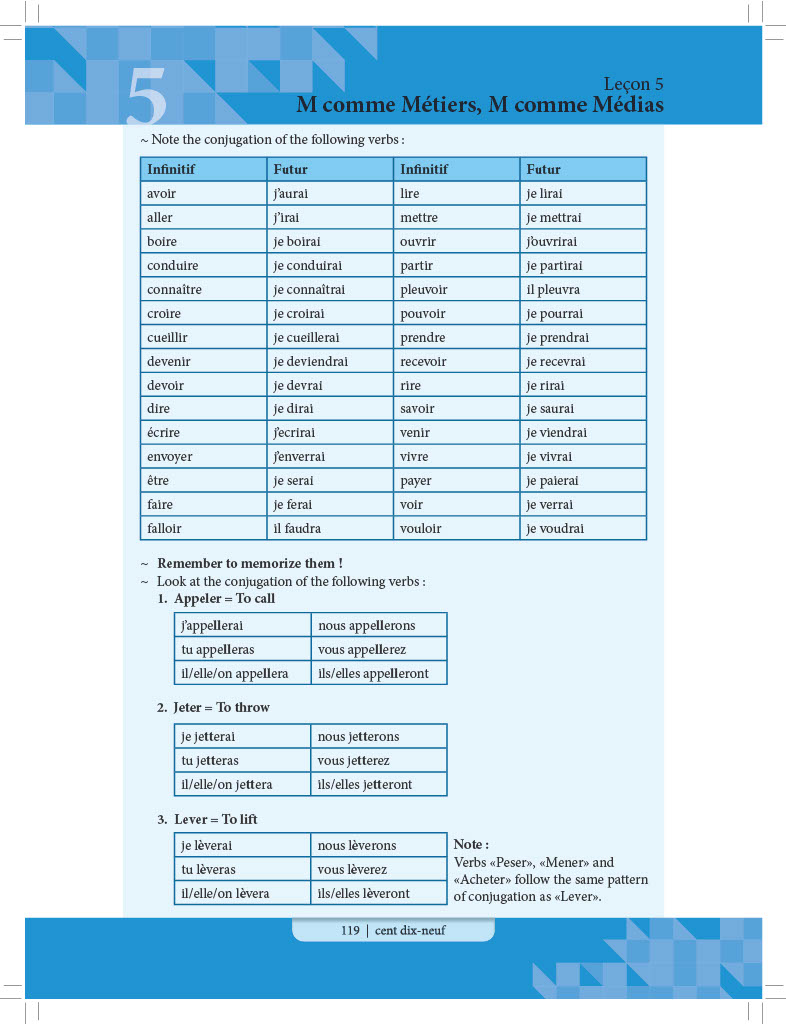 5
Leçon 5
M comme Métiers, M comme Médias
~ Note the conjugation of the following verbs :
Infinitif Futur Infinitif Futur
avoir j'aurai lire je lirai
aller j'irai mettre je mettrai
boire je boirai ouvrir j'ouvrirai
conduire je conduirai partir je partirai
connaître je connaîtrai pleuvoir il pleuvra
croire je croirai pouvoir je pourrai
cueillir je cueillerai prendre je prendrai
devenir je deviendrai recevoir je recevrai
devoir je devrai rire je rirai
dire je dirai savoir je saurai
écrire j'ecrirai venir je viendrai
envoyer j'enverrai vivre je vivrai
être je serai payer je paierai
faire je ferai voir je verrai
falloir il faudra vouloir je voudrai
~ Remember to memorize them !
~ Look at the conjugation of the following verbs :
1. Appeler = To call
j'appellerai nous appellerons
tu appelleras vous appellerez
il/elle/on appellera ils/elles appelleront
2. Jeter = To throw
je jetterai nous jetterons
tu jetteras vous jetterez
il/elle/on jettera ils/elles jetteront
3. Lever = To lift
je lèverai nous lèverons
tu lèveras vous lèverez
il/elle/on lèvera ils/elles lèveront
Note :
Verbs «Peser», «Mener» and
«Acheter» follow the same pattern
of conjugation as «Lever».
119 | cent dix-neuf